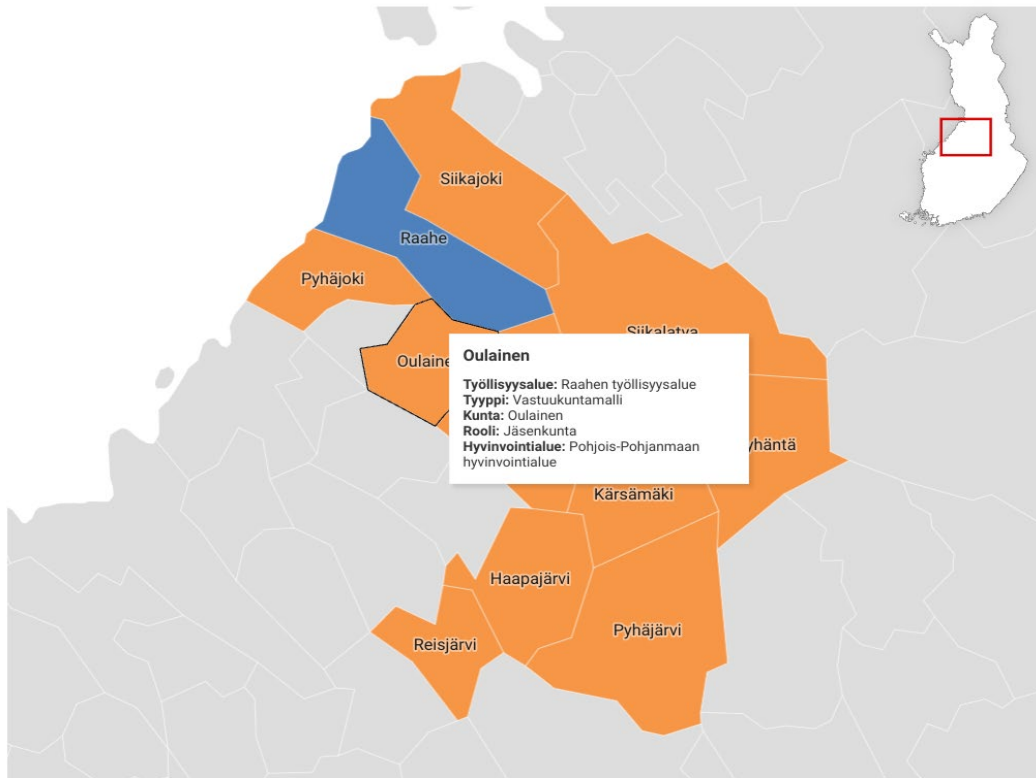 Siikajoki
Raahe
Pyhäjoki
Siikalatva
Oulaine
Oulainen
Työllisyysalue: Raahen työllisyysalue
Tyyppi: Vastuukuntamalli
Kunta: Oulainen
Rooli: Jäsenkunta
Hyvinvointialue: Pohjois-Pohjanmaan
hyvinvointialue
yhäntä
Kärsämäki
Haapajärvi
Pyhäjärvi
Reisjärvi